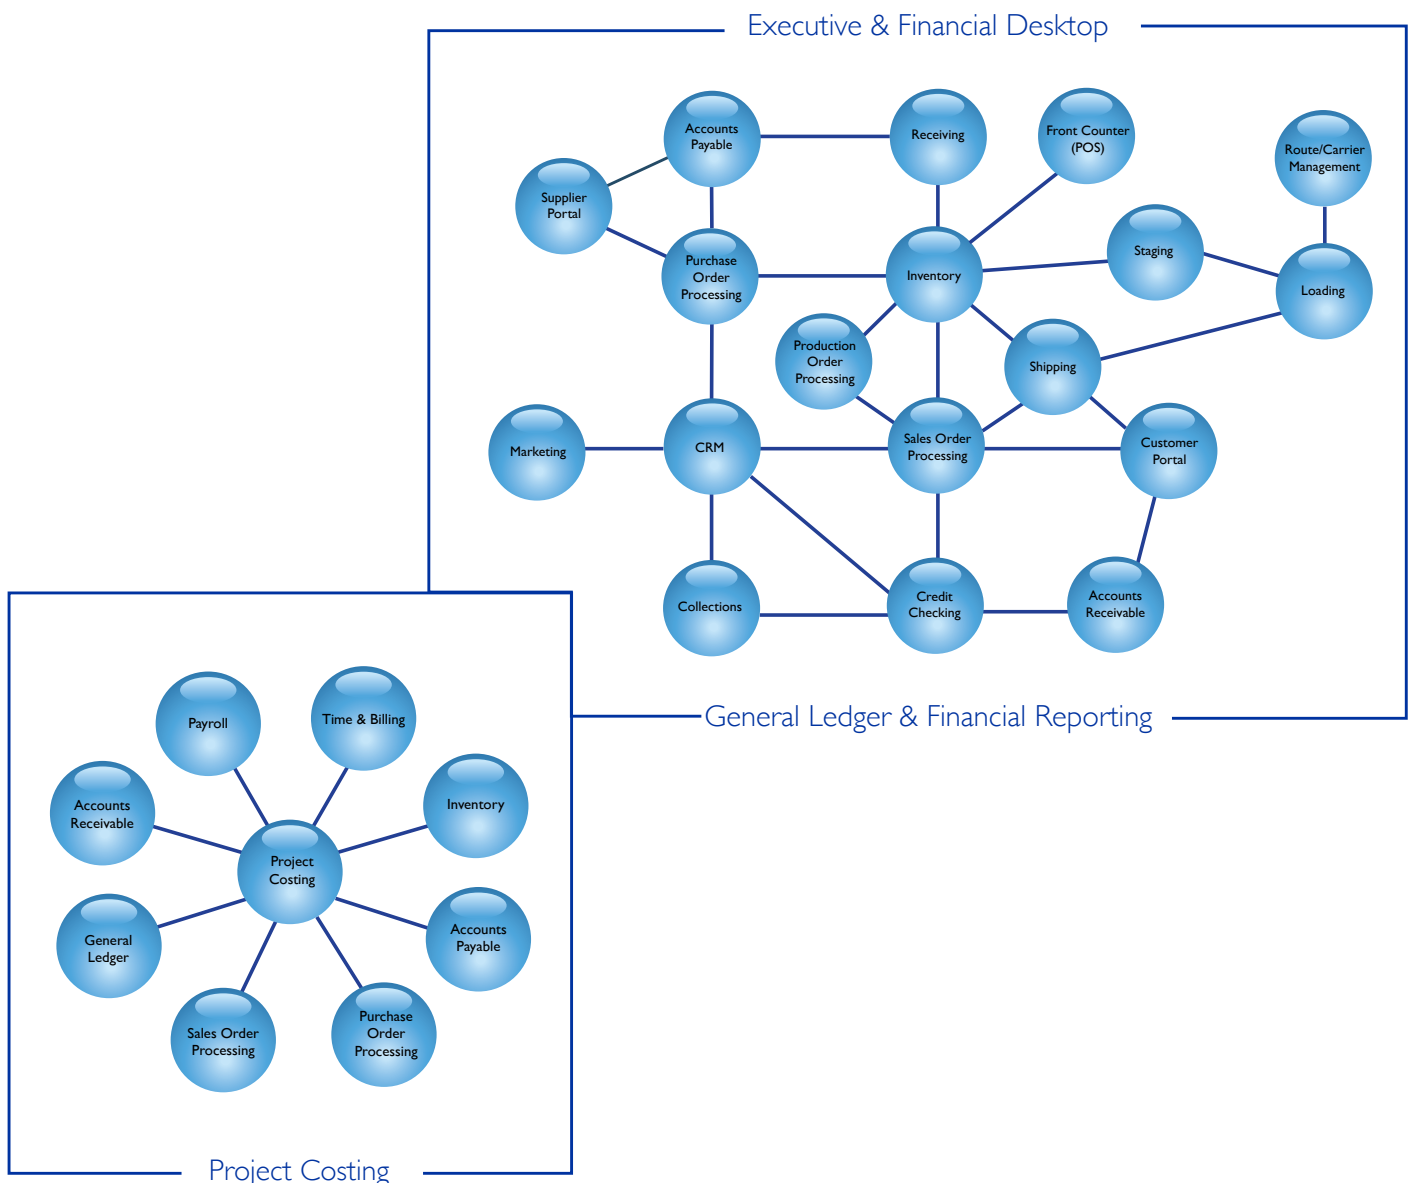 Executive & Financial Desktop
Accounts
Payable
Receiving
Front Counter
(POS)
Route/Carrier
Management
Supplier
Portal
Purchase
Order
Processing
Inventory
Staging
Loading
Production
Order
Processing
Shipping
Marketing
CRM
Sales Order
Processing
Customer
Portal
Collections
Credit
Checking
Accounts
Receivable
General Ledger & Financial Reporting
Payroll
Time & Billing
Accounts
Receivable
Inventory
Project
Costing
General
Ledger
Accounts
Payable
Sales Order
Processing
Purchase
Order
Processing
Project Costing